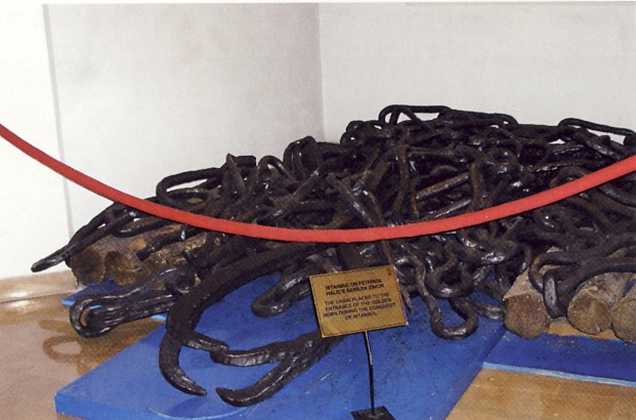 İSTANBUL'UN FETHİNDE
HALİÇ'E GERİLEN ZİNCİR
THE CHAIN PLACED TO THE
ENTRANCE OF THE GOLDEN
HORN DURING THE CONQUEST
OF ISTANBUL